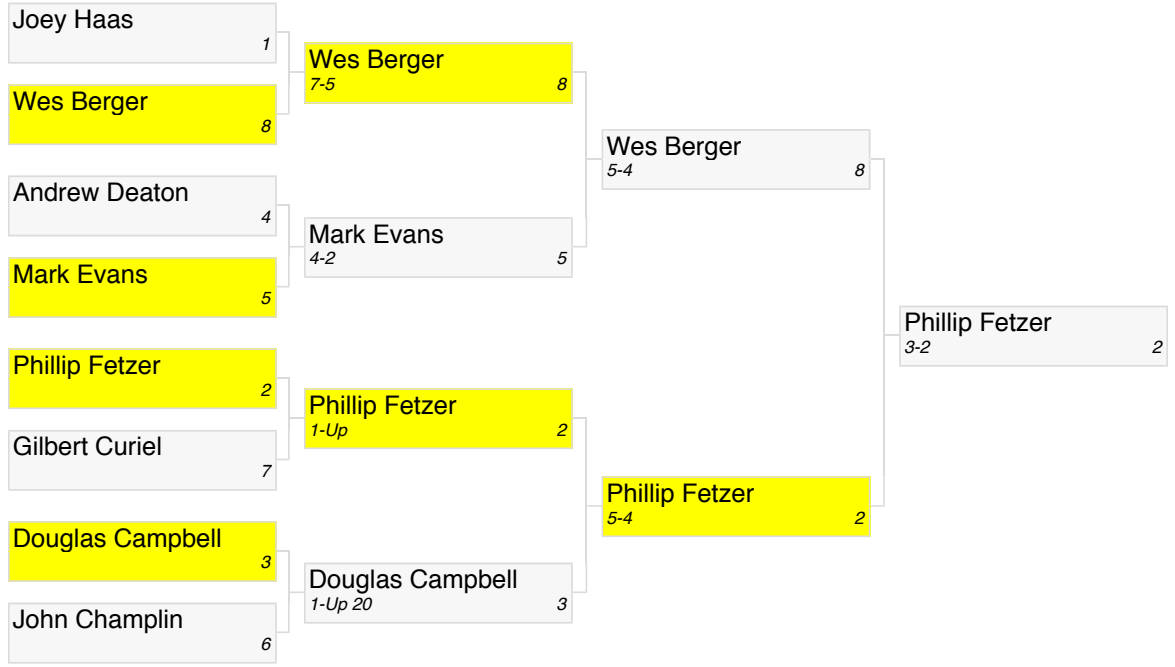 Joey Haas
1
Wes Berger
8
Andrew Deaton
4
Mark Evans
5
Phillip Fetzer
2
Gilbert Curiel
7
Douglas Campbell
3
John Champlin
6
Wes Berger
7-5 8
Mark Evans
4-2 5
Phillip Fetzer
1-Up 2
Douglas Campbell
1-Up 20 3
Wes Berger
5-4 8
Phillip Fetzer
5-4 2
Phillip Fetzer
3-2 2